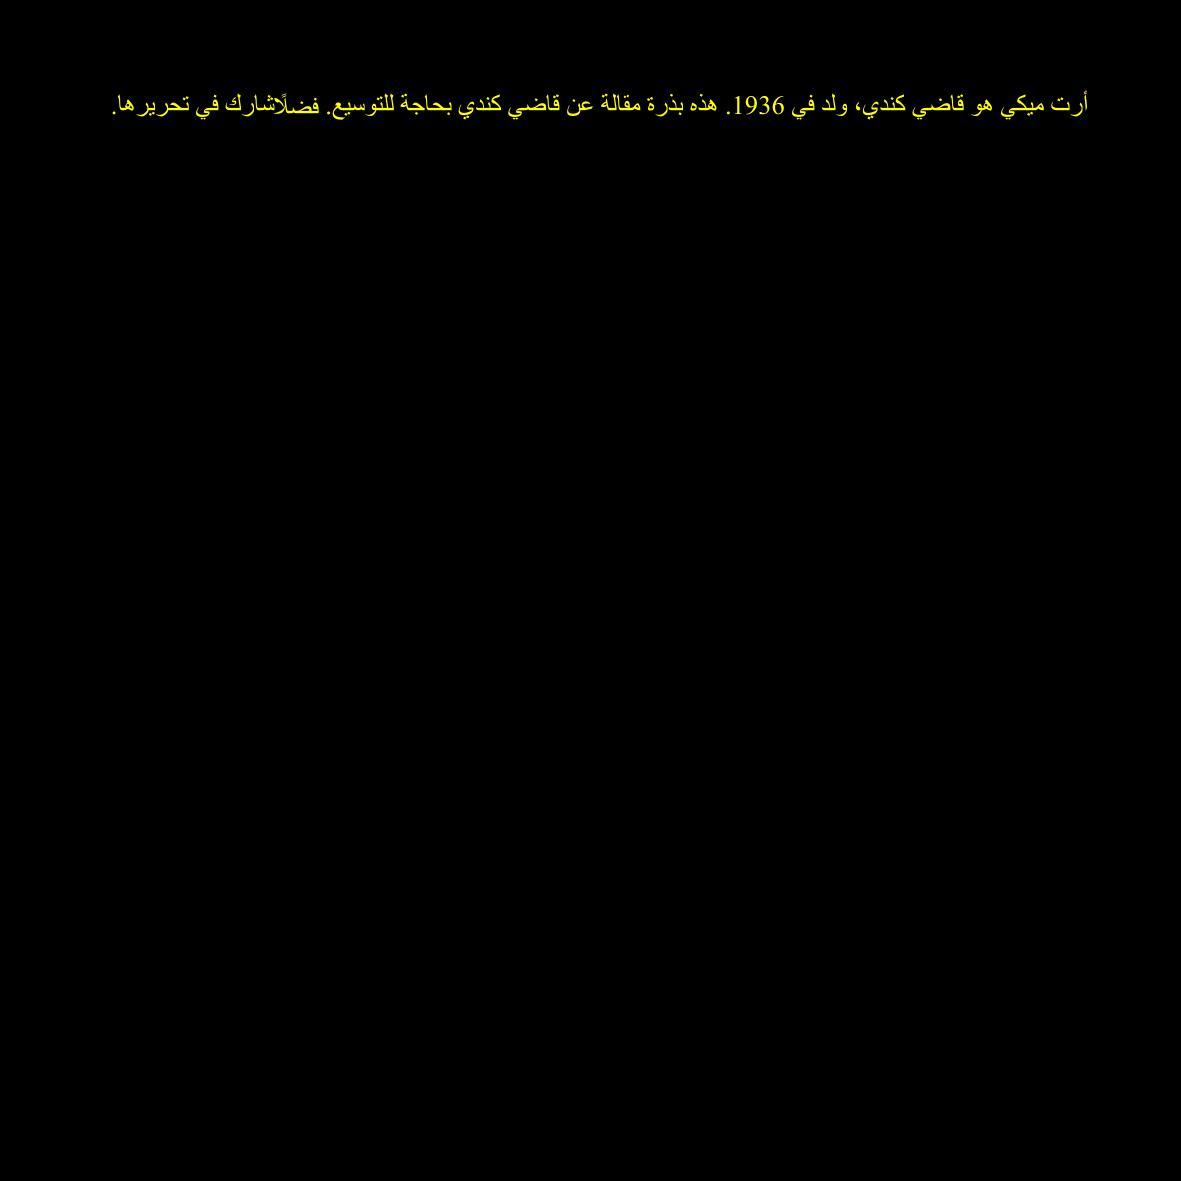 أرت ميكي هو قاضي كندي، ولد في 1936. هذه بذرة مقالة عن قاضي كندي بحاجة للتوسيع. فضلًاشارك في تحريرها.